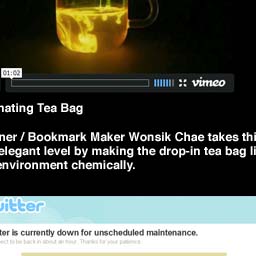 01:02
vimeo
nating Tea Bag
ner / Bookmark Maker Wonsik Chae takes thi
elegant level by making the drop-in tea bag li
environment chemically.
witter
ter is currently down for unscheduled maintenance.
ect to be back in about an hour. Thanks for your patience.